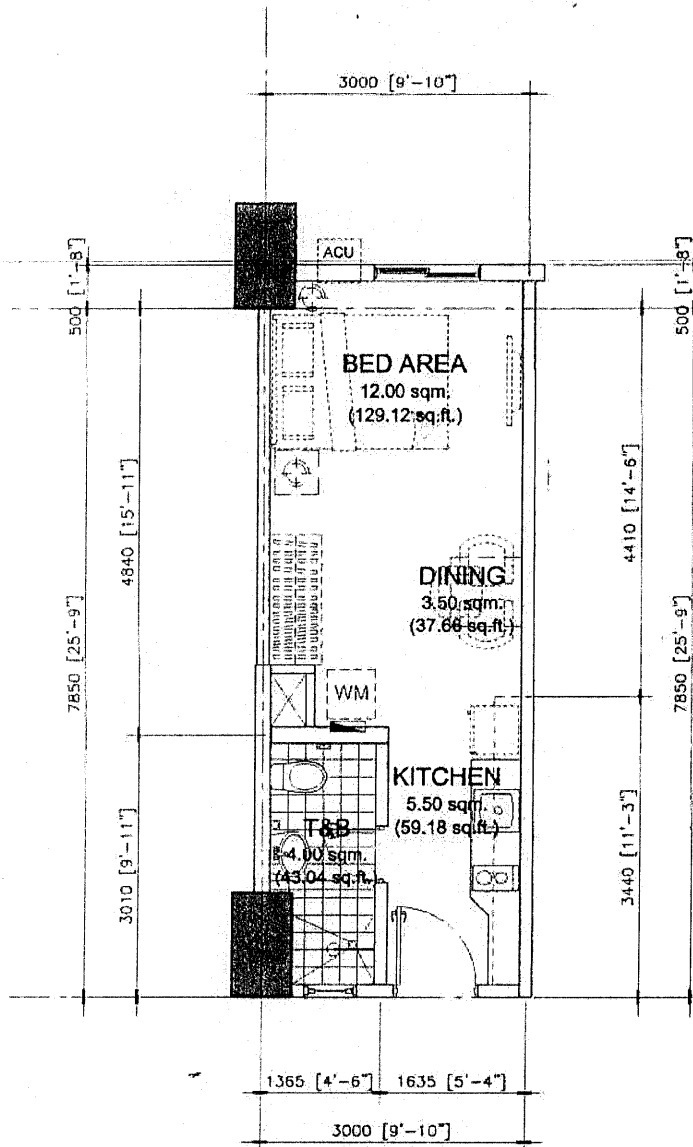 3000 [9'-10"]
ACU
500 [1'-8"]
500 [1'-8"]
BED AREA
12.00 sqm.
(129.12 sq.ft.)
4840 [15'-11"]
4410 [14'-6"]
DINING
3.50 sqm.
(37.66 sq.ft.)
7850 [25'-9"]
7850 [25'-9"]
WM
KITCHEN
5.50 sqm.
(59.18 sq.ft.)
T&B
4.00 sqm.
(43.04 sq.ft.)
3010 [9'-11"]
3440 [11'-3"]
1365 [4'-6"]
1635 [5'-4"]
3000 [9'-10"]